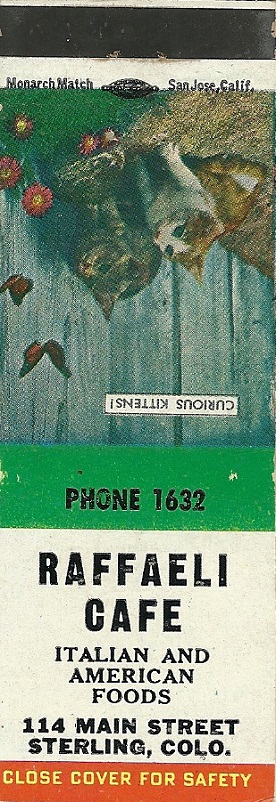 Monarch Match San Jose, Calif.
CURIOUS KITTENS!
PHONE 1632
RAFFAELI
CAFE
ITALIAN AND
AMERICAN
FOODS
114 MAIN STREET
STERLING, COLO.
CLOSE COVER FOR SAFETY